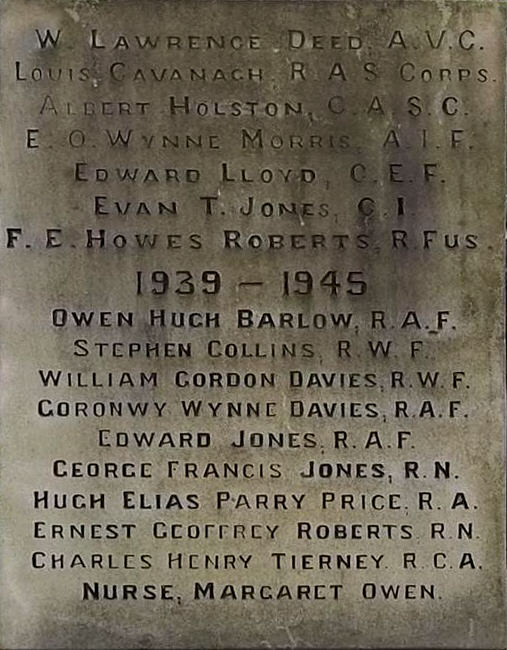 W. LAWRENCE DEED, A.V.C.
LOUIS CAVANAGH, R A S CORPS.
ALBERT HOLSTON, C.A.S.C.
E. O. WYNNE MORRIS, A.I.F.
EDWARD LLOYD, C.E.F.
EVAN T. JONES, C.I.
F. E. HOWES ROBERTS, R.FUS.
1939 – 1945
OWEN HUGH BARLOW, R.A.F.
STEPHEN COLLINS, R.W.F.
WILLIAM GORDON DAVIES, R.W.F.
GORONWY WYNNE DAVIES, R.A.F.
EDWARD JONES, R.A.F.
GEORGE FRANCIS JONES, R.N.
HUGH ELIAS PARRY PRICE, R.A.
ERNEST GEOFFREY ROBERTS, R.N.
CHARLES HENRY TIERNEY. R.C.A.
NURSE, MARGARET OWEN.